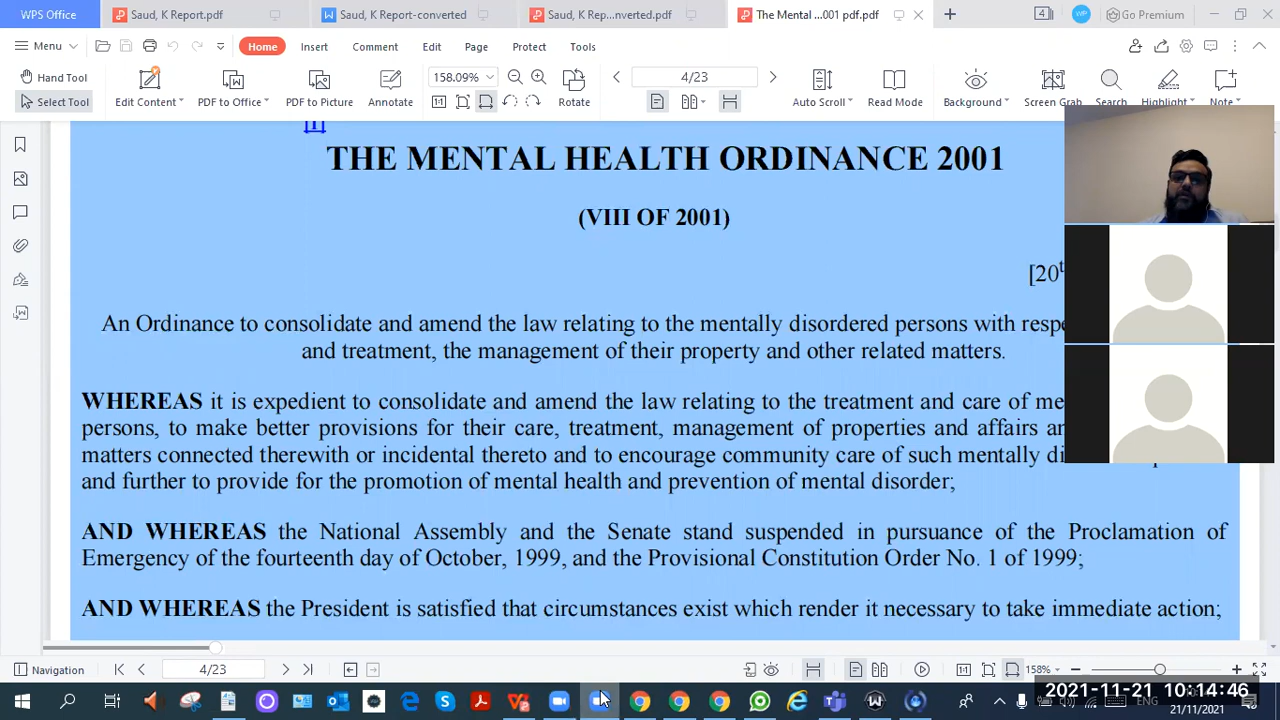 WPS Office
Saud, K Report.pdf
Saud, K Report-converted
Saud, K Rep...nverted.pdf
The Mental ...001 pdf.pdf
4
WP
Go Premium
Menu
Home
Insert
Comment
Edit
Page
Protect
Tools
Hand Tool
Select Tool
Edit Content
PDF to Office
PDF to Picture
Annotate
158.09%
Rotate
4/23
Auto Scroll
Read Mode
Background
Screen Grab
Search
Highlight
Note
[1]
THE MENTAL HEALTH ORDINANCE 2001
(VIII OF 2001)
[20t
An Ordinance to consolidate and amend the law relating to the mentally disordered persons with resp
and treatment, the management of their property and other related matters.
WHEREAS it is expedient to consolidate and amend the law relating to the treatment and care of me
persons, to make better provisions for their care, treatment, management of properties and affairs an
matters connected therewith or incidental thereto and to encourage community care of such mentally di
and further to provide for the promotion of mental health and prevention of mental disorder;
AND WHEREAS the National Assembly and the Senate stand suspended in pursuance of the Proclamation of
Emergency of the fourteenth day of October, 1999, and the Provisional Constitution Order No. 1 of 1999;
AND WHEREAS the President is satisfied that circumstances exist which render it necessary to take immediate action;
Navigation
4/23
158%
2021-11-21 10:14:46
ENG
21/11/2021